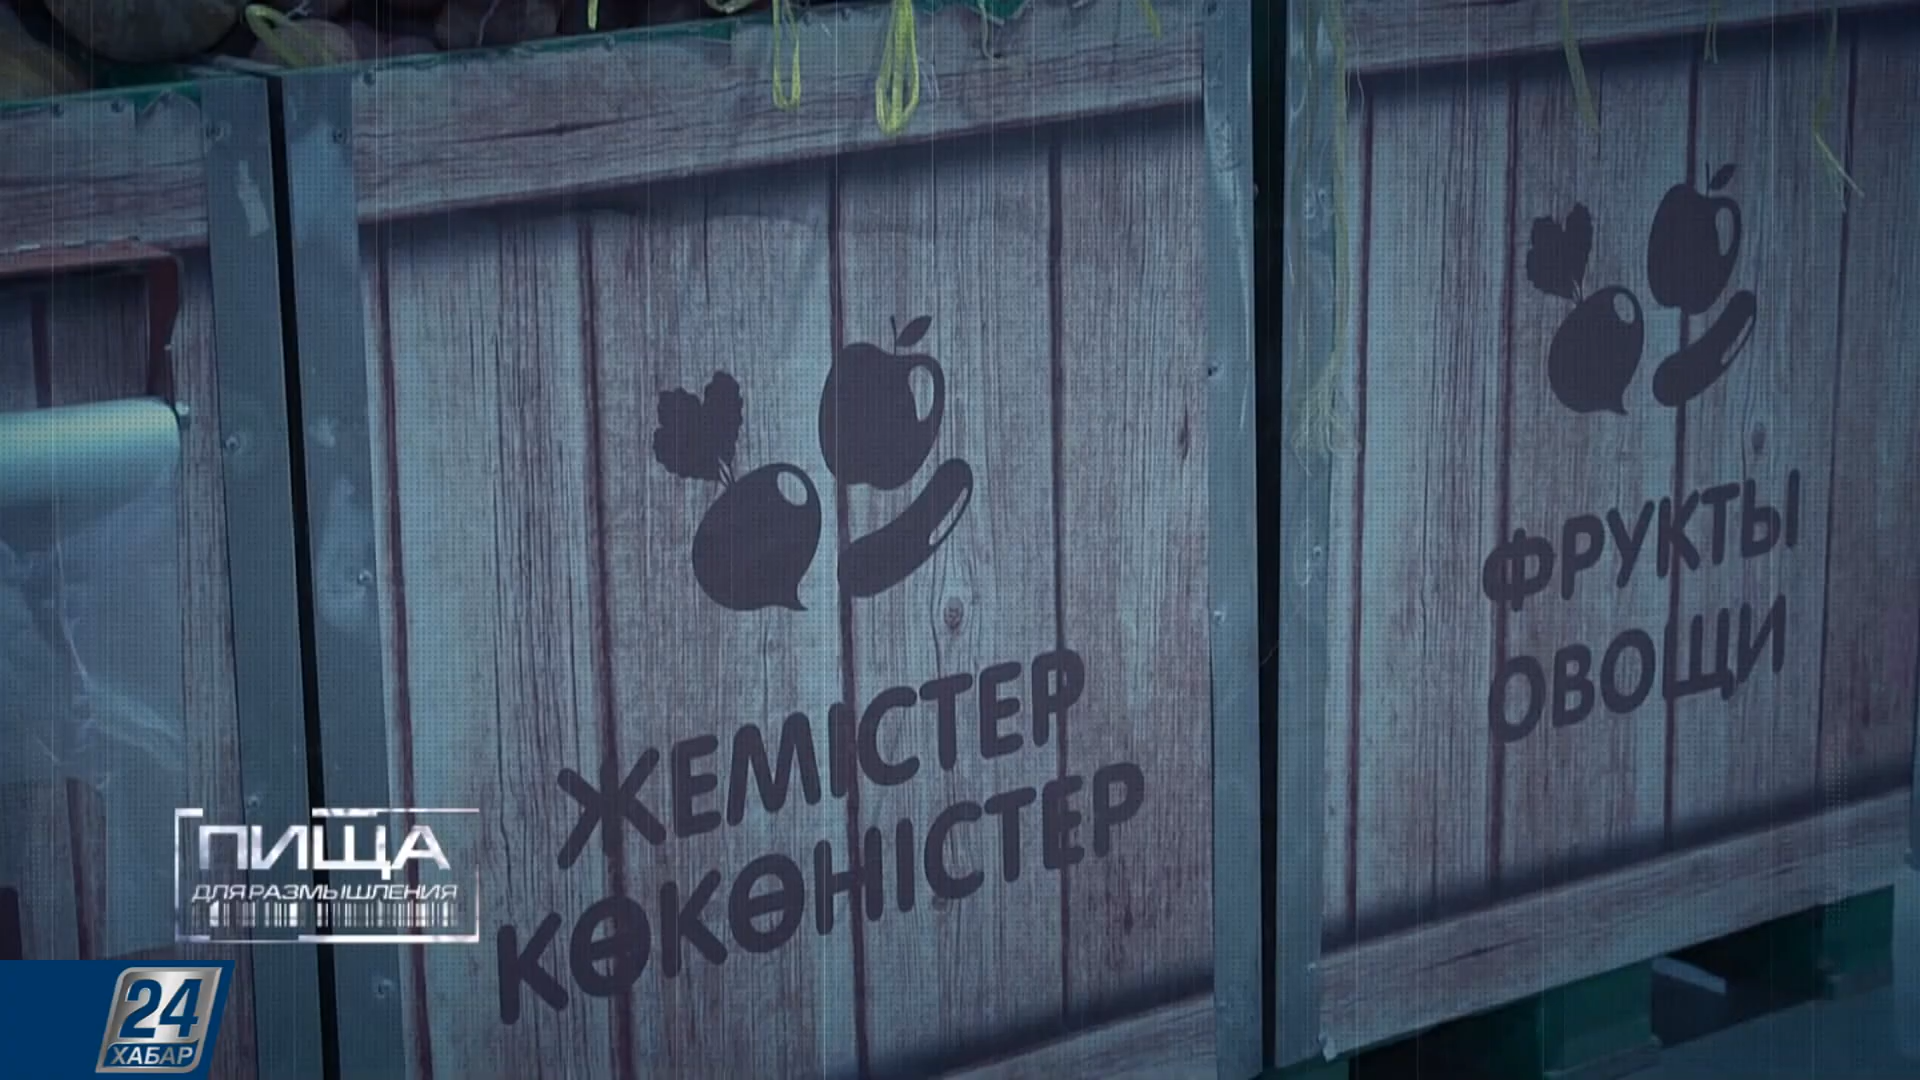 ЖЕМІСТЕР
КӨКӨНІСТЕР
ФРУКТЫ
ОВОЩИ
ПИЩА
ДЛЯ РАЗМЫШЛЕНИЯ
24
ХАБАР